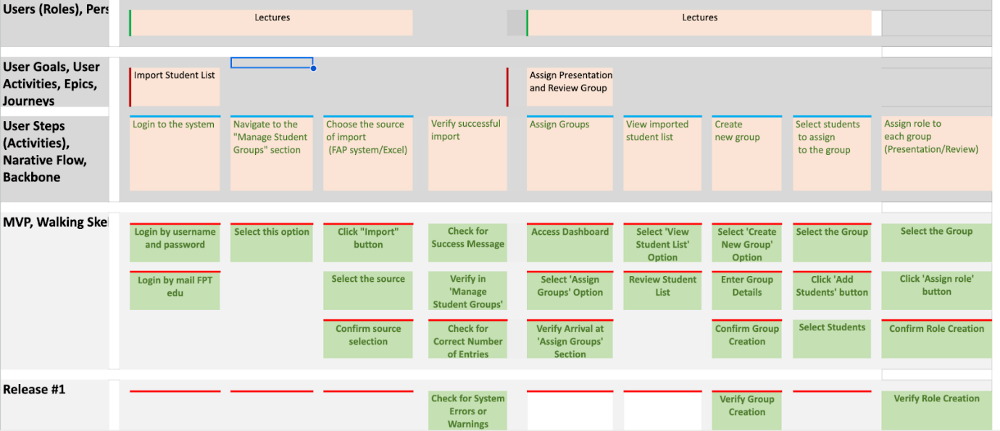 Users (Roles), Pers
Lectures
Lectures
User Goals, User
Activities, Epics,
Journeys
Import Student List
Assign Presentation
and Review Group
User Steps
(Activities),
Narative Flow,
Backbone
Login to the system
Navigate to the
"Manage Student
Groups" section
Choose the source
of import
(FAP system/Excel)
Verify successful
import
Assign Groups
View imported
student list
Create
new group
Select students
to assign
to the group
Assign role to
each group
(Presentation/Review)
MVP, Walking Ske
Login by username
and password
Select this option
Click "Import"
button
Check for
Success Message
Access Dashboard
Select 'View
Student List'
Option
Select 'Create
New Group'
Option
Select the Group
Select the Group
Login by mail FPT
edu
Select the source
Verify in
'Manage
Student Groups'
Select 'Assign
Groups' Option
Review Student
List
Enter Group
Details
Click 'Add
Students' button
Click 'Assign role'
button
Confirm source
selection
Check for
Correct Number
of Entries
Verify Arrival at
'Assign Groups'
Section
Confirm Group
Creation
Select Students
Confirm Role Creation
Release #1
Check for System
Errors or
Warnings
Verify Group
Creation
Verify Role Creation